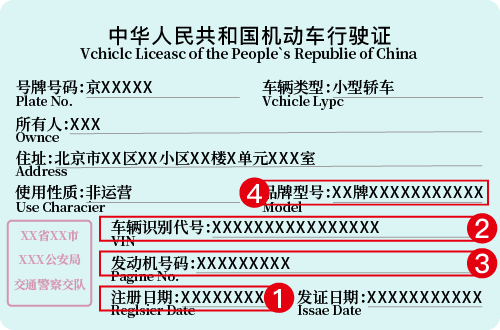 中华人民共和国机动车行驶证
Vchiclc Liceasc of the People`s Republie of China
号牌号码:京XXXXX 车辆类型:小型轿车
Plate No. Vchicle Lypc
所有人:XXX
Ownce
住址:北京市XX区XX小区XX楼X单元XXX室
Address
使用性质:非运营 4 品牌型号:XX牌XXXXXXXXXXX
Use Characier Model
车辆识别代号:XXXXXXXXXXXXXXXX 2
VIN
XX省XX市
发动机号码:XXXXXXXXX 3
XXX公安局
Pagine No.
交通警察交队
注册日期:XXXXXXXX 1 发证日期:XXXXXXXXXXX
Reglsier Date Issae Date